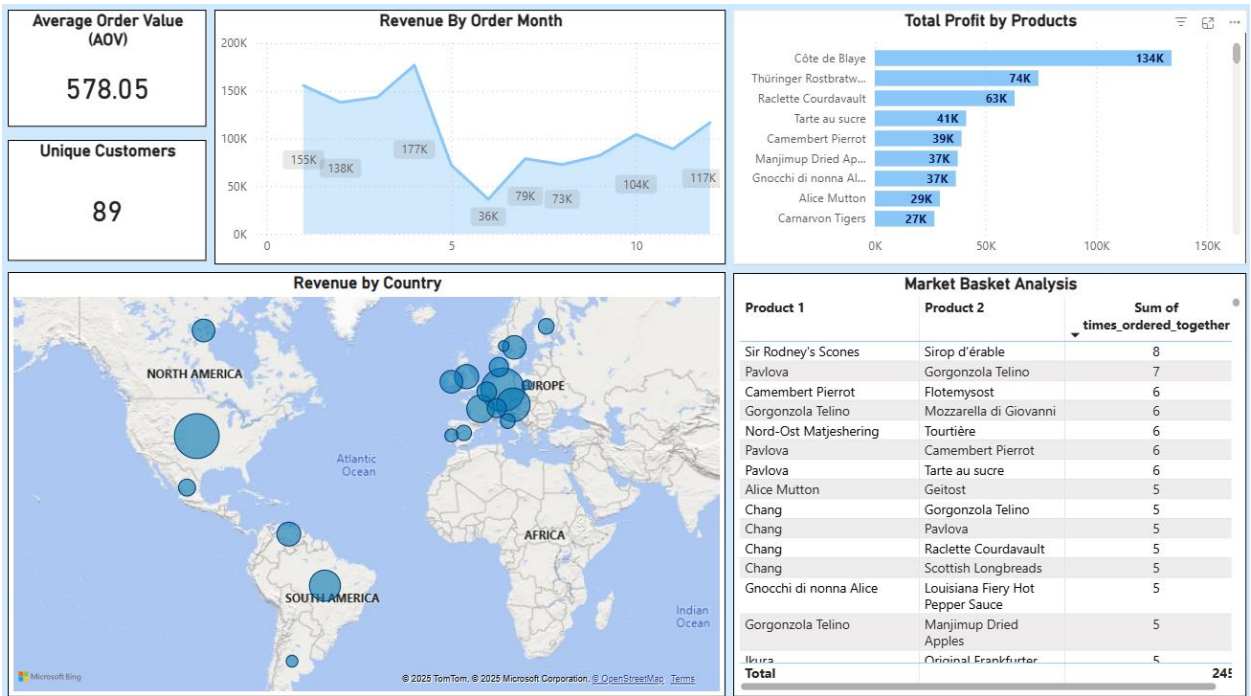 Average Order Value
(AOV)
578.05
Unique Customers
89
Revenue By Order Month
200K
150K
100K
50K
0K
155K
138K
177K
36K
79K
73K
104K
117K
0
5
10
Total Profit by Products
Côte de Blaye
134K
Thüringer Rostbratw...
74K
Raclette Courdavault
63K
Tarte au sucre
41K
Camembert Pierrot
39K
Manjimup Dried Ap...
37K
Gnocchi di nonna Al...
37K
Alice Mutton
29K
Carnarvon Tigers
27K
0K
50K
100K
150K
Revenue by Country
NORTH AMERICA
EUROPE
Atlantic
Ocean
AFRICA
SOUTH AMERICA
Indian
Ocean
Microsoft Bing
© 2025 TomTom, © 2025 Microsoft Corporation, © OpenStreetMap Terms
Market Basket Analysis
Product 1 Product 2 Sum of
times_ordered_together
Sir Rodney's Scones Sirop d'érable 8
Pavlova Gorgonzola Telino 7
Camembert Pierrot Flotemysost 6
Gorgonzola Telino Mozzarella di Giovanni 6
Nord-Ost Matjeshering Tourtière 6
Pavlova Camembert Pierrot 6
Pavlova Tarte au sucre 6
Alice Mutton Geitost 5
Chang Gorgonzola Telino 5
Chang Pavlova 5
Chang Raclette Courdavault 5
Chang Scottish Longbreads 5
Gnocchi di nonna Alice Louisiana Fiery Hot 5
Pepper Sauce
Gorgonzola Telino Manjimup Dried 5
Apples
Ikura Original Frankfurter 5
Total 245